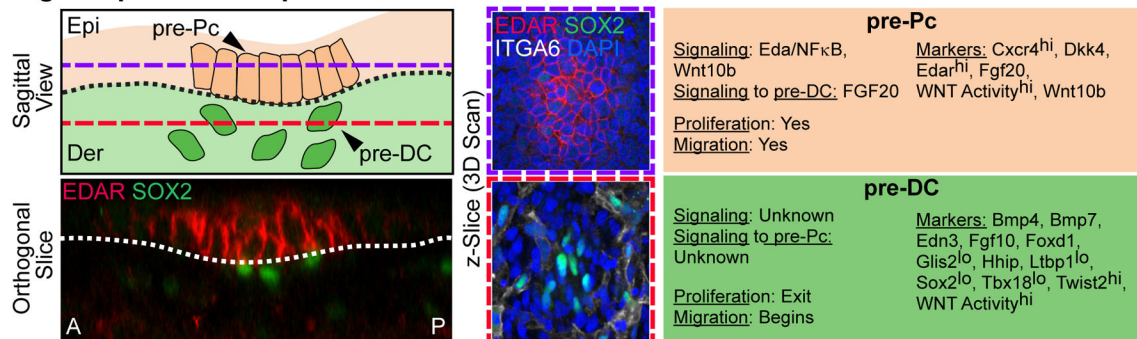 Epi
pre-Pc
Sagittal
View
pre-DC
Der
EDAR SOX2
Orthogonal
Slice
A
P
z-Slice (3D Scan)
EDAR SOX2
ITGA6 DAPI
pre-Pc
Signaling: Eda/NFκB,
Wnt10b
Signaling to pre-DC: FGF20
Proliferation: Yes
Migration: Yes
Markers: Cxcr4hi, Dkk4,
Edarhi, Fgf20,
WNT Activityhi, Wnt10b
pre-DC
Signaling: Unknown
Signaling to pre-Pc:
Unknown
Proliferation: Exit
Migration: Begins
Markers: Bmp4, Bmp7,
Edn3, Fgf10, Foxd1,
Glis2lo, Hhip, Ltbp1lo,
Sox2lo, Tbx18lo, Twist2hi,
WNT Activityhi